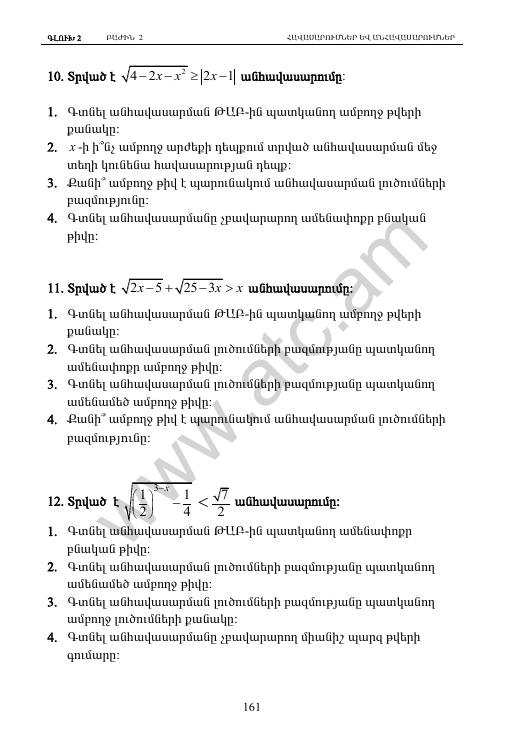 ԳԼՈՒԽ 2 ԲԱԺԻՆ 2 ՀԱՎԱՍԱՐՈՒՄՆԵՐ ԵՎ ԱՆՀԱՎԱՍԱՐՈՒՄՆԵՐ
10. Տրված է √(4−2x−x²) ≥ |2x−1| անհավասարումը:
1. Գտնել անհավասարման ԹԱԲ-ին պատկանող ամբողջ թվերի
քանակը:
2. x -ի ի՞նչ ամբողջ արժեքի դեպքում տրված անհավասարման մեջ
տեղի կունենա հավասարության դեպք:
3. Քանի՞ ամբողջ թիվ է պարունակում անհավասարման լուծումների
բազմությունը:
4. Գտնել անհավասարմանը չբավարարող ամենափոքր բնական
թիվը:
11. Տրված է √(2x−5) + √(25−3x) > x անհավասարումը:
1. Գտնել անհավասարման ԹԱԲ-ին պատկանող ամբողջ թվերի
քանակը:
2. Գտնել անհավասարման լուծումների բազմությանը պատկանող
ամենափոքր ամբողջ թիվը:
3. Գտնել անհավասարման լուծումների բազմությանը պատկանող
ամենամեծ ամբողջ թիվը:
4. Քանի՞ ամբողջ թիվ է պարունակում անհավասարման լուծումների
բազմությունը:
12. Տրված է √((1/2)^(3−x) − 1/4) < √7/2 անհավասարումը:
1. Գտնել անհավասարման ԹԱԲ-ին պատկանող ամենափոքր
բնական թիվը:
2. Գտնել անհավասարման լուծումների բազմությանը պատկանող
ամենամեծ ամբողջ թիվը:
3. Գտնել անհավասարման լուծումների բազմությանը պատկանող
ամբողջ լուծումների քանակը:
4. Գտնել անհավասարմանը չբավարարող միանիշ պարզ թվերի
գումարը:
161
www.atc.am